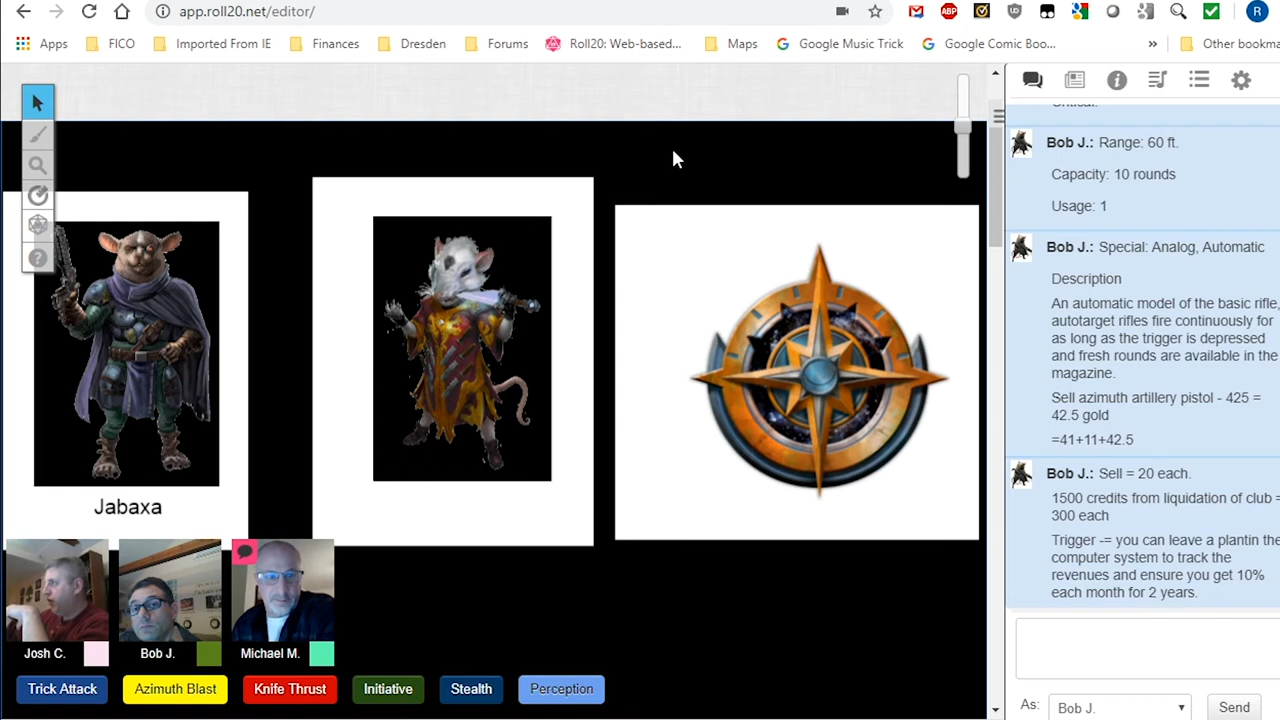 app.roll20.net/editor/
R
Apps FICO Imported From IE Finances Dresden Forums Roll20: Web-based... Maps Google Music Trick Google Comic Boo... » Other bookma
Bob J.: Range: 60 ft.
Capacity: 10 rounds
Usage: 1
Bob J.: Special: Analog, Automatic
Description
An automatic model of the basic rifle,
autotarget rifles fire continuously for
as long as the trigger is depressed
and fresh rounds are available in the
magazine.
Sell azimuth artillery pistol - 425 =
42.5 gold
=41+11+42.5
Bob J.: Sell = 20 each.
1500 credits from liquidation of club =
300 each
Trigger -= you can leave a plantin the
computer system to track the
revenues and ensure you get 10%
each month for 2 years.
Jabaxa
Josh C. Bob J. Michael M.
Trick Attack Azimuth Blast Knife Thrust Initiative Stealth Perception
As: Bob J. Send